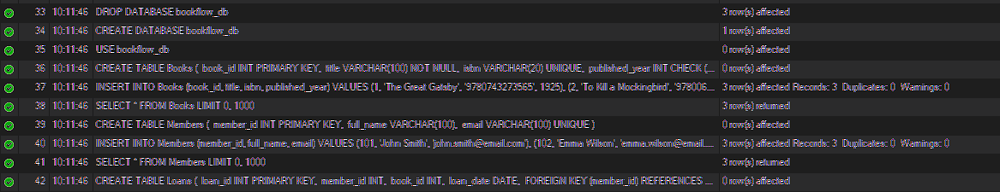 33 10:11:46 DROP DATABASE bookflow_db 3 row(s) affected
34 10:11:46 CREATE DATABASE bookflow_db 1 row(s) affected
35 10:11:46 USE bookflow_db 0 row(s) affected
36 10:11:46 CREATE TABLE Books ( book_id INT PRIMARY KEY, title VARCHAR(100) NOT NULL, isbn VARCHAR(20) UNIQUE, published_year INT CHECK (... 0 row(s) affected
37 10:11:46 INSERT INTO Books (book_id, title, isbn, published_year) VALUES (1, 'The Great Gatsby', '9780743273565', 1925), (2, 'To Kill a Mockingbird', '978006... 3 row(s) affected Records: 3 Duplicates: 0 Warnings: 0
38 10:11:46 SELECT * FROM Books LIMIT 0, 1000 3 row(s) returned
39 10:11:46 CREATE TABLE Members ( member_id INT PRIMARY KEY, full_name VARCHAR(100), email VARCHAR(100) UNIQUE ) 0 row(s) affected
40 10:11:46 INSERT INTO Members (member_id, full_name, email) VALUES (101, 'John Smith', 'john.smith@email.com'), (102, 'Emma Wilson', 'emma.wilson@email.... 3 row(s) affected Records: 3 Duplicates: 0 Warnings: 0
41 10:11:46 SELECT * FROM Members LIMIT 0, 1000 3 row(s) returned
42 10:11:46 CREATE TABLE Loans ( loan_id INT PRIMARY KEY, member_id INT, book_id INT, loan_date DATE, FOREIGN KEY (member_id) REFERENCES ... 0 row(s) affected